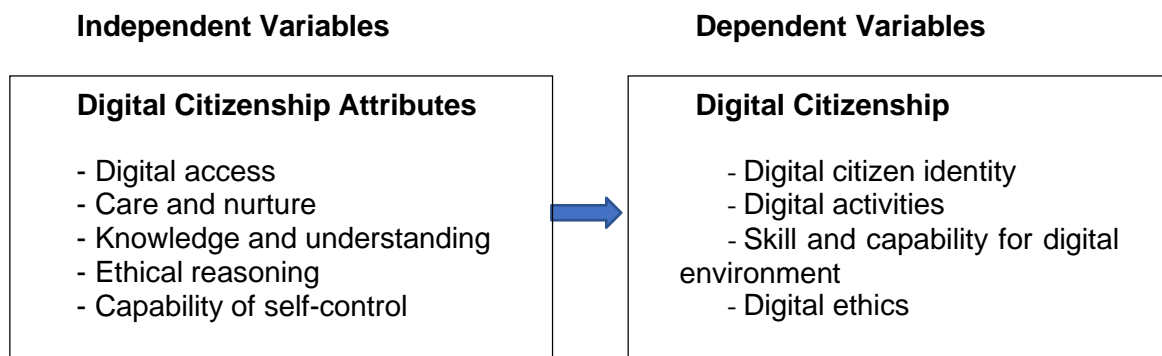 Independent Variables
Digital Citizenship Attributes
- Digital access
- Care and nurture
- Knowledge and understanding
- Ethical reasoning
- Capability of self-control
Dependent Variables
Digital Citizenship
- Digital citizen identity
- Digital activities
- Skill and capability for digital
environment
- Digital ethics